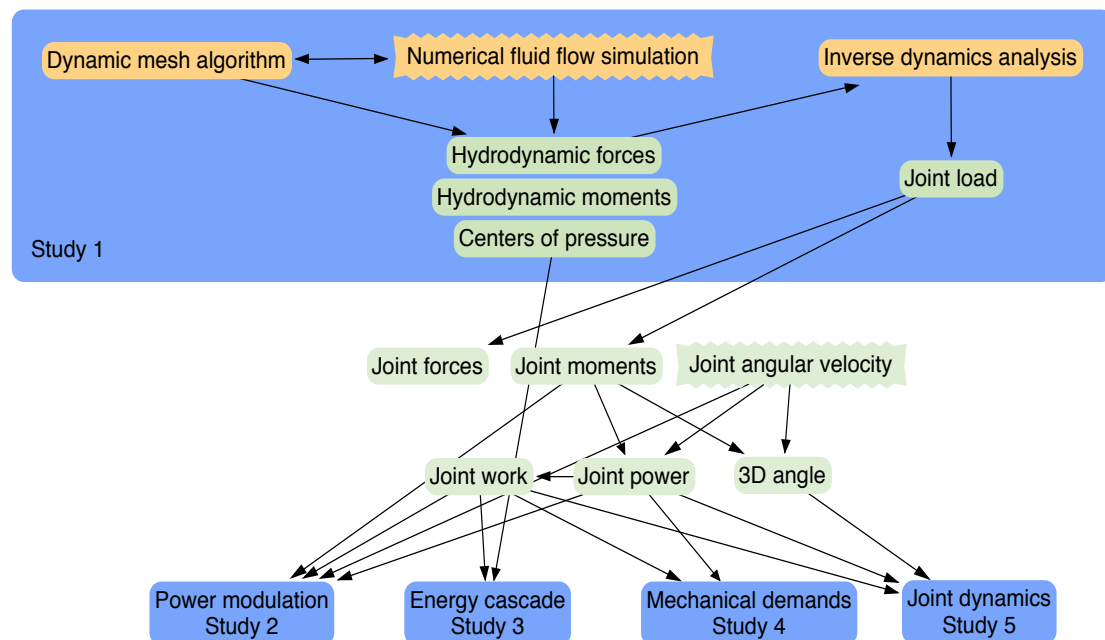 Dynamic mesh algorithm
Numerical fluid flow simulation
Inverse dynamics analysis
Hydrodynamic forces
Joint load
Hydrodynamic moments
Centers of pressure
Study 1
Joint forces
Joint moments
Joint angular velocity
Joint work
Joint power
3D angle
Power modulation
Study 2
Energy cascade
Study 3
Mechanical demands
Study 4
Joint dynamics
Study 5